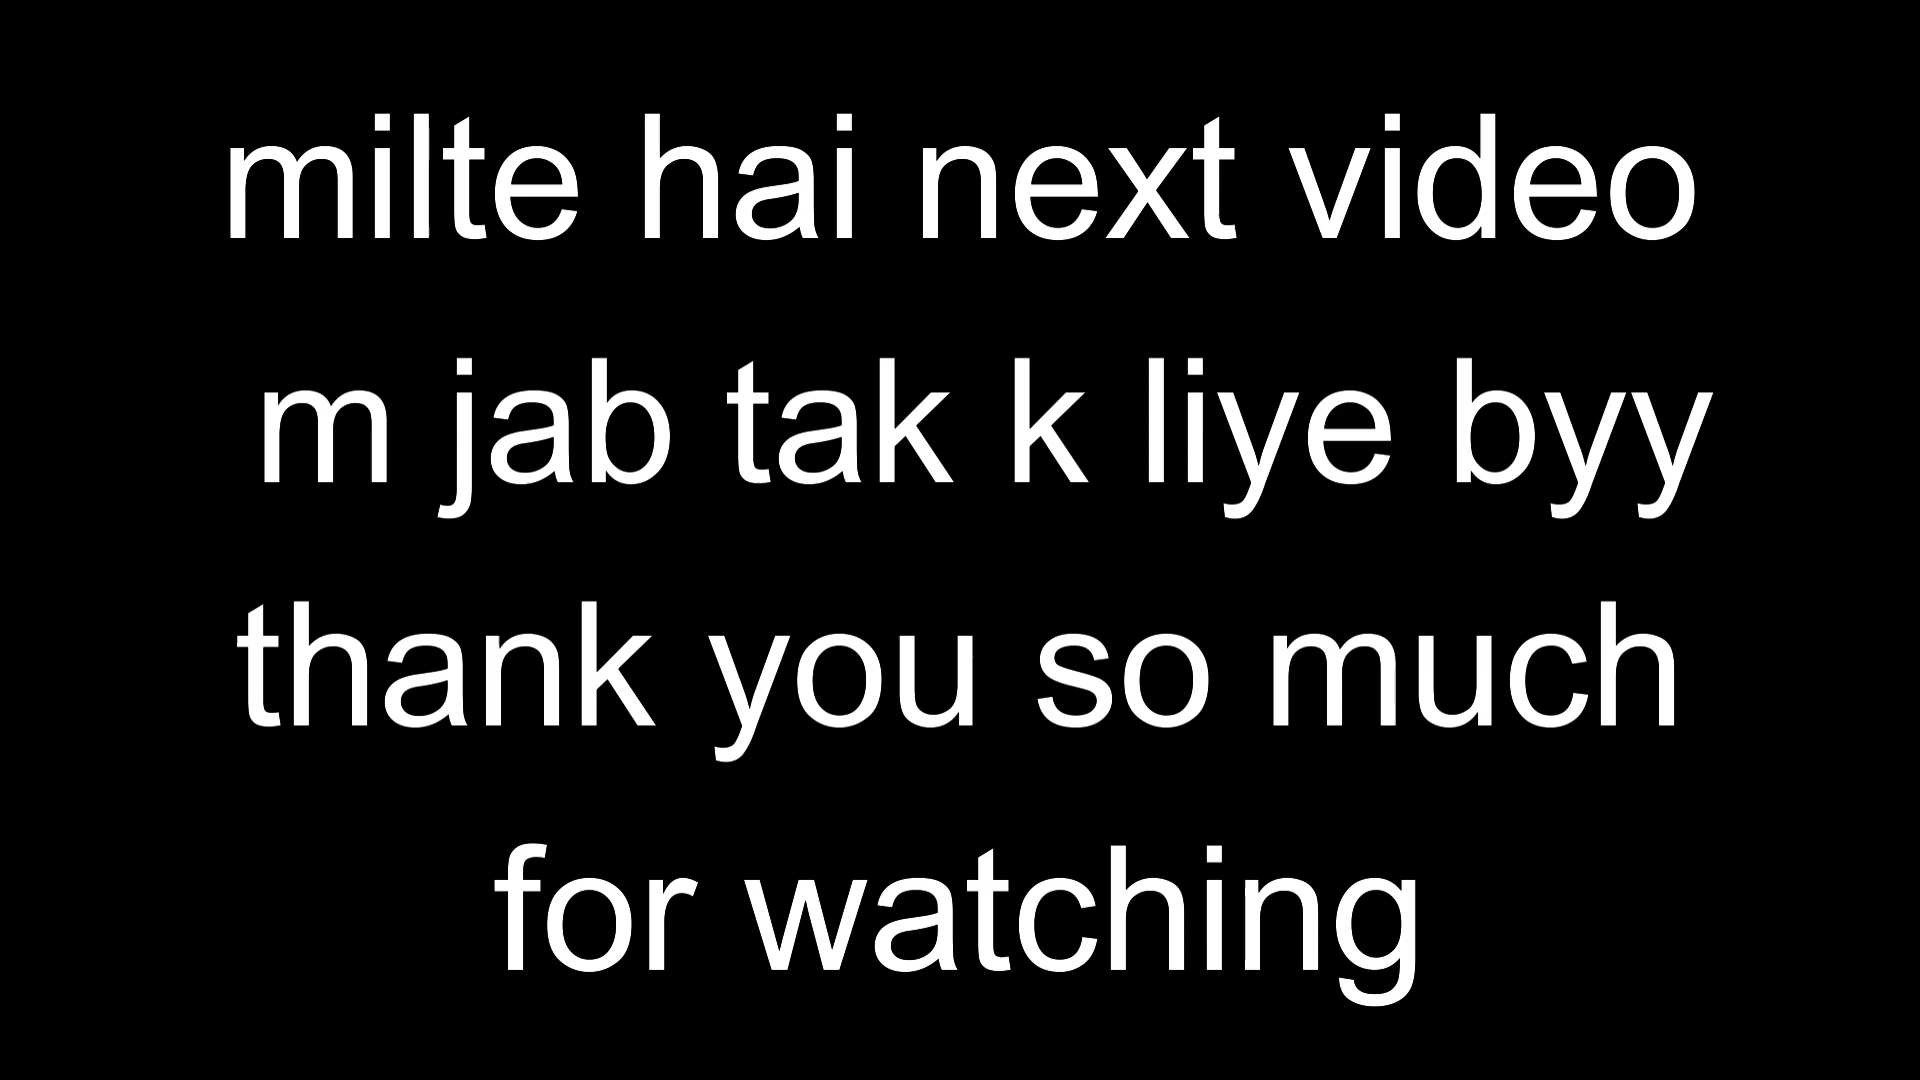 milte hai next video
m jab tak k liye byy
thank you so much
for watching